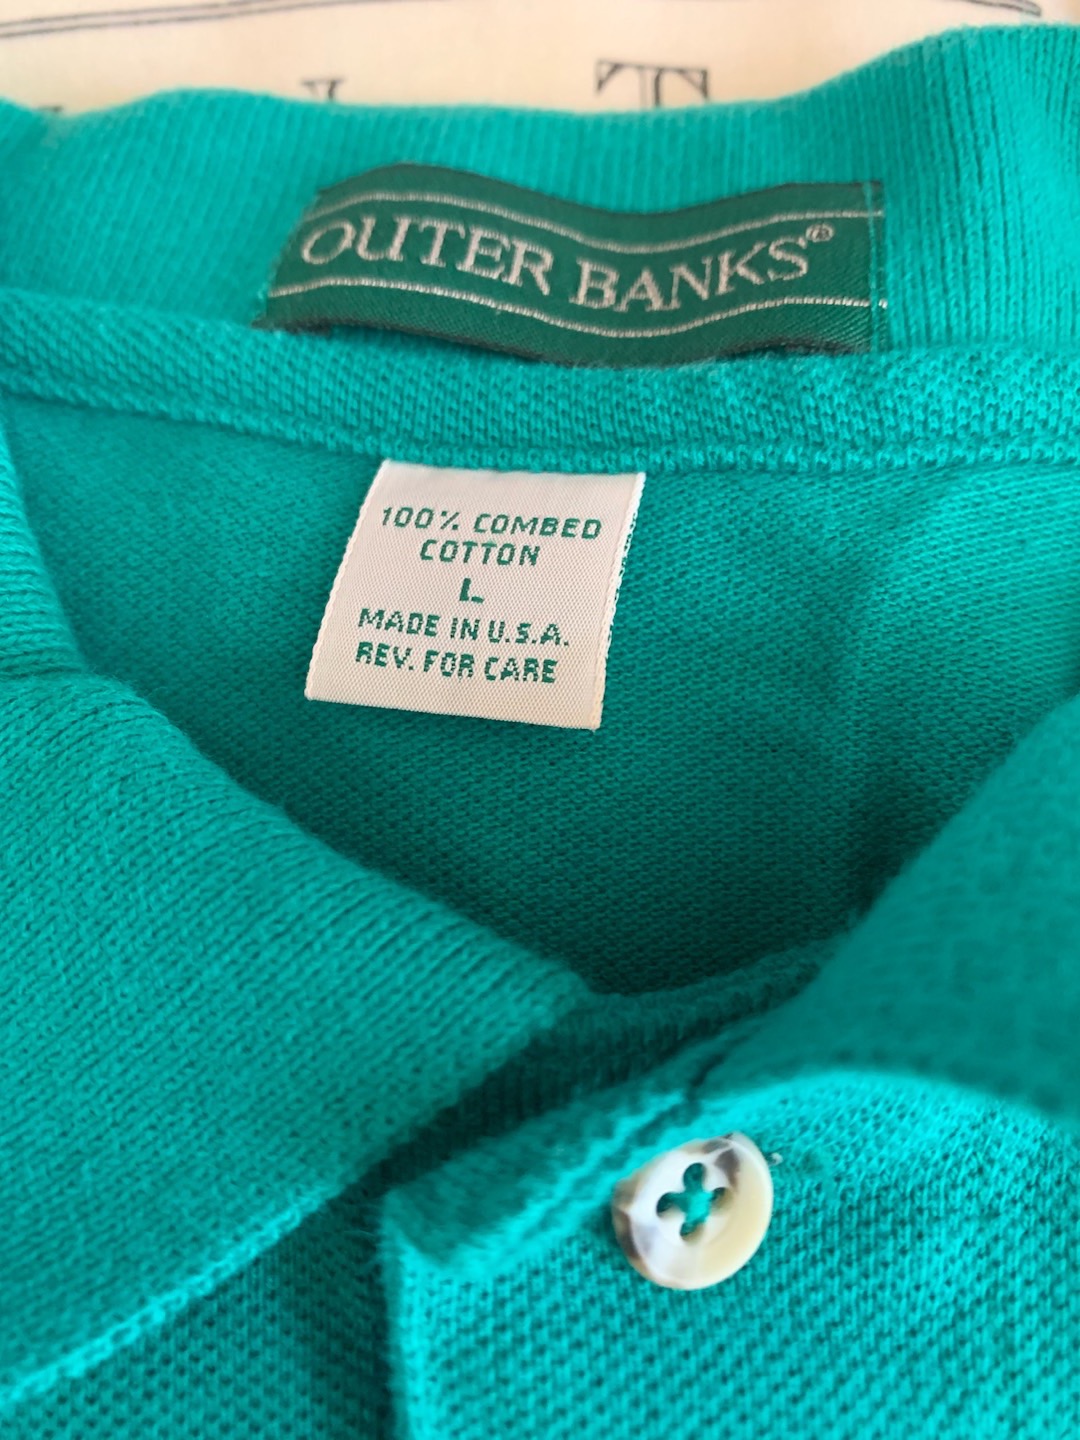 T
OUTER BANKS®
100% COMBED
COTTON
L
MADE IN U.S.A.
REV. FOR CARE